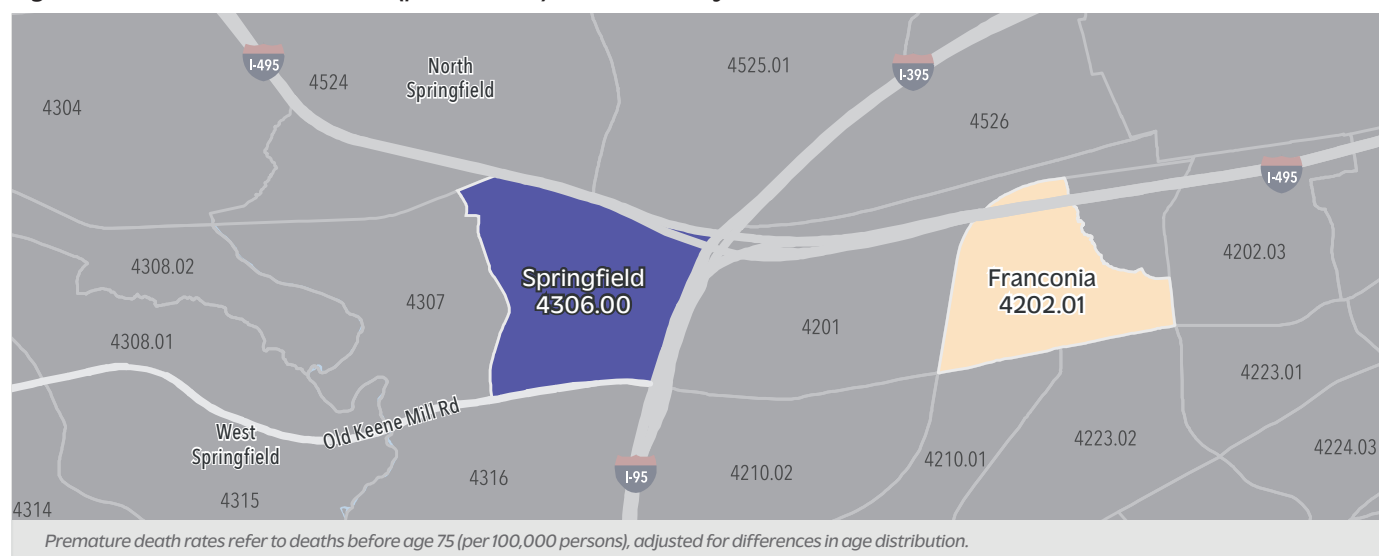 I-495
North
Springfield
4525.01
I-395
4524
4304
4526
I-495
4308.02
Springfield
4306.00
Franconia
4202.01
4202.03
4307
4201
4308.01
4223.01
Old Keene Mill Rd
West
Springfield
4223.02
4224.03
4210.01
4210.02
I-95
4316
4315
4314
Premature death rates refer to deaths before age 75 (per 100,000 persons), adjusted for differences in age distribution.